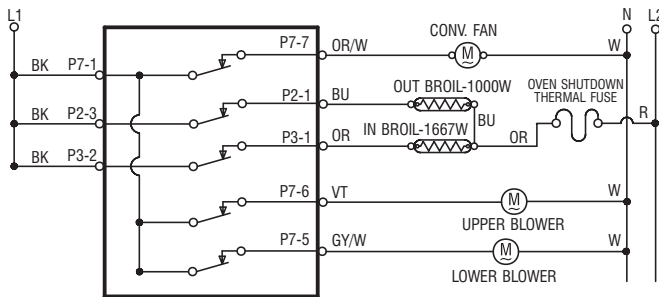 L1
CONV. FAN
N
L2
P7-7
OR/W
M
~
W
BK
P7-1
OUT BROIL-1000W
OVEN SHUTDOWN
THERMAL FUSE
P2-1
BU
BK
P2-3
BU
R
IN BROIL-1667W
P3-1
OR
OR
BK
P3-2
P7-6
VT
M
~
W
UPPER BLOWER
P7-5
GY/W
M
~
W
LOWER BLOWER